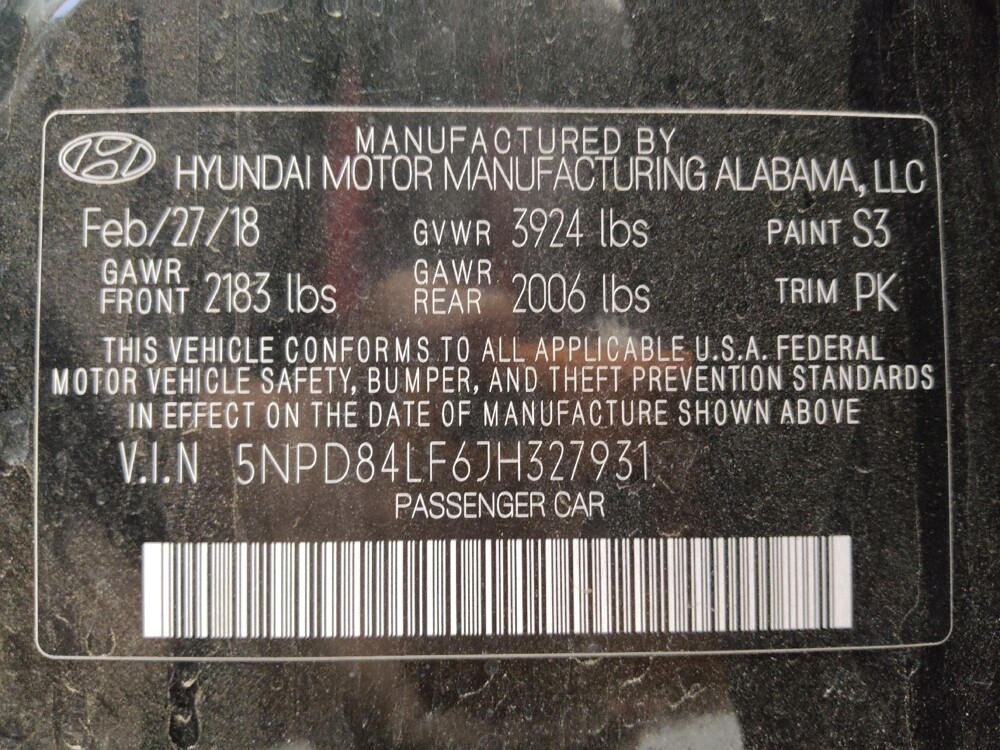 MANUFACTURED BY
HYUNDAI MOTOR MANUFACTURING ALABAMA, LLC
Feb/27/18 GVWR 3924 lbs PAINT S3
GAWR FRONT 2183 lbs GAWR REAR 2006 lbs TRIM PK
THIS VEHICLE CONFORMS TO ALL APPLICABLE U.S.A. FEDERAL
MOTOR VEHICLE SAFETY, BUMPER, AND THEFT PREVENTION STANDARDS
IN EFFECT ON THE DATE OF MANUFACTURE SHOWN ABOVE
V.I.N 5NPD84LF6JH327931
PASSENGER CAR